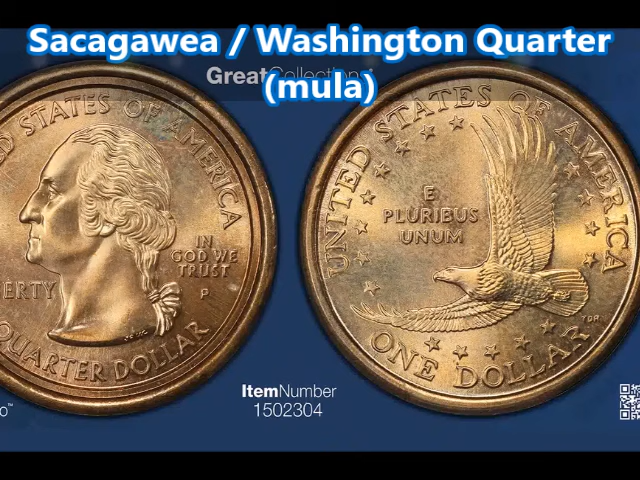 Sacagawea / Washington Quarter
(mula)
GreatCollections
UNITED STATES OF AMERICA
E
PLURIBUS
UNUM
ONE DOLLAR
TDR
D STATES OF AMERICA
IN
GOD WE
TRUST
P
ERTY
QUARTER DOLLAR
ItemNumber
1502304